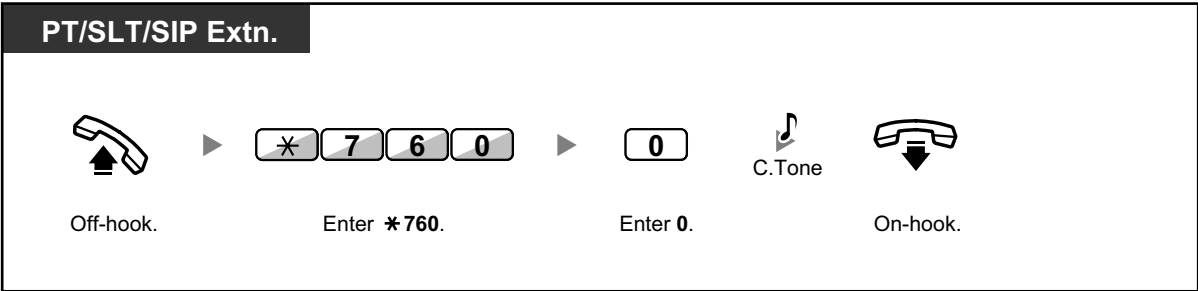 PT/SLT/SIP Extn.
* 7 6 0 0
C.Tone
Off-hook. Enter *760. Enter 0. On-hook.